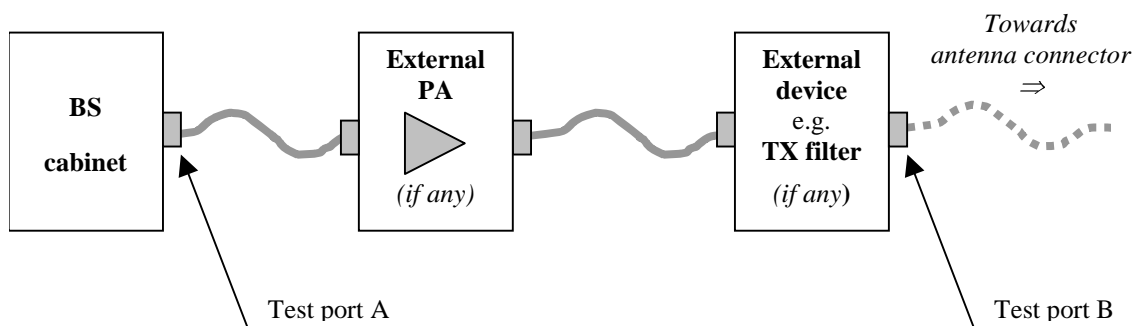 BS
cabinet
External
PA
(if any)
External
device
e.g.
TX filter
(if any)
Towards
antenna connector
⇒
Test port A
Test port B